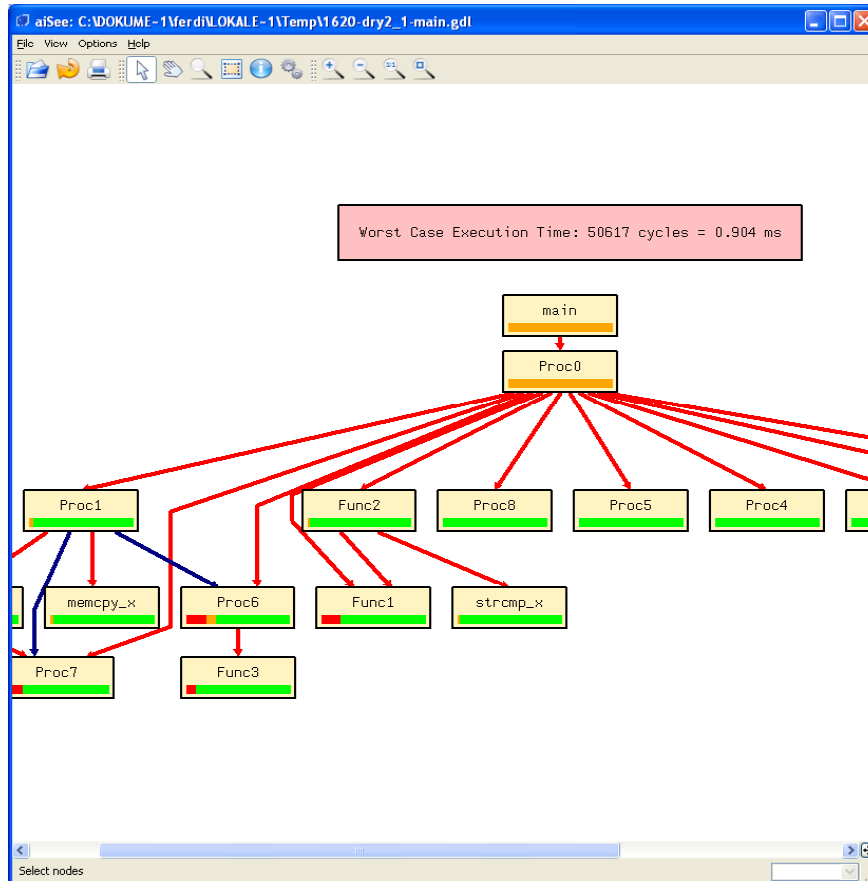 aiSee: C:\DOKUME~1\ferdi\LOKALE~1\Temp\1620-dry2_1-main.gdl
File View Options Help
1:1
Worst Case Execution Time: 50617 cycles = 0.904 ms
main
Proc0
Proc1
Func2
Proc8
Proc5
Proc4
memcpy_x
Proc6
Func1
strcmp_x
Proc7
Func3
Select nodes